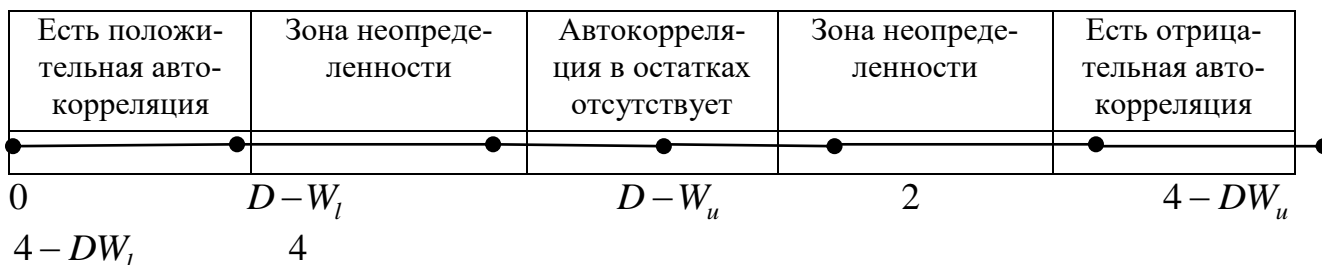 Есть положи-
тельная авто-
корреляция
Зона неопреде-
ленности
Автокорреля-
ция в остатках
отсутствует
Зона неопреде-
ленности
Есть отрица-
тельная авто-
корреляция
0 D – W_l D – W_u 2 4 – DW_u
4 – DW_l 4